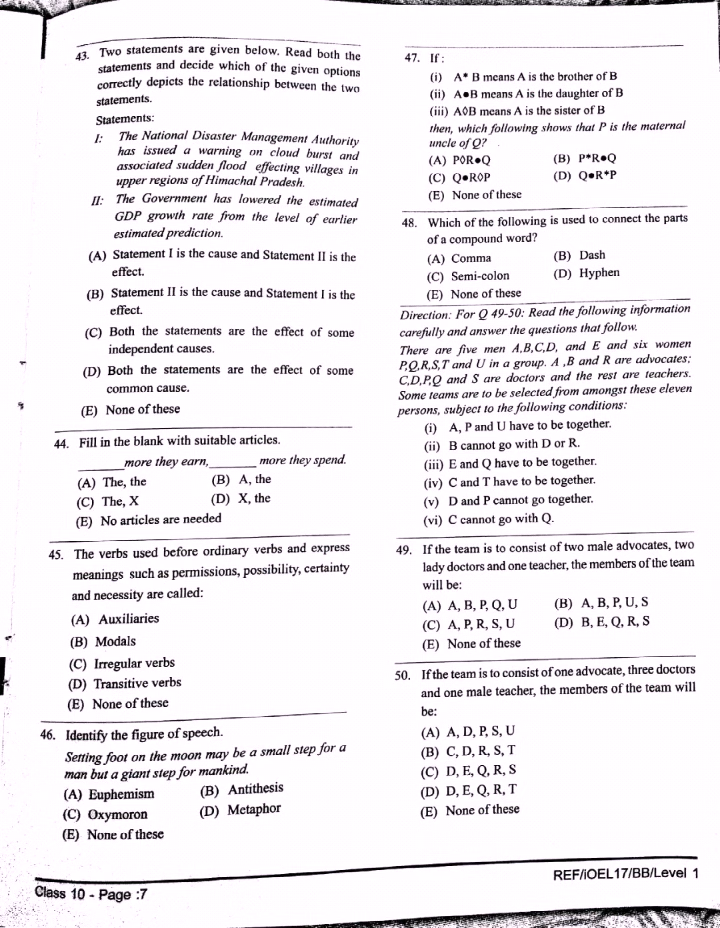 43. Two statements are given below. Read both the
statements and decide which of the given options
correctly depicts the relationship between the two
statements.
Statements:
I: The National Disaster Management Authority
has issued a warning on cloud burst and
associated sudden flood effecting villages in
upper regions of Himachal Pradesh.
II: The Government has lowered the estimated
GDP growth rate from the level of earlier
estimated prediction.
(A) Statement I is the cause and Statement II is the
effect.
(B) Statement II is the cause and Statement I is the
effect.
(C) Both the statements are the effect of some
independent causes.
(D) Both the statements are the effect of some
common cause.
(E) None of these
44. Fill in the blank with suitable articles.
_______more they earn,_______ more they spend.
(A) The, the (B) A, the
(C) The, X (D) X, the
(E) No articles are needed
45. The verbs used before ordinary verbs and express
meanings such as permissions, possibility, certainty
and necessity are called:
(A) Auxiliaries
(B) Modals
(C) Irregular verbs
(D) Transitive verbs
(E) None of these
46. Identify the figure of speech.
Setting foot on the moon may be a small step for a
man but a giant step for mankind.
(A) Euphemism (B) Antithesis
(C) Oxymoron (D) Metaphor
(E) None of these
47. If:
(i) A* B means A is the brother of B
(ii) A●B means A is the daughter of B
(iii) A◊B means A is the sister of B
then, which following shows that P is the maternal
uncle of Q?
(A) P◊R●Q (B) P*R●Q
(C) Q●R◊P (D) Q●R*P
(E) None of these
48. Which of the following is used to connect the parts
of a compound word?
(A) Comma (B) Dash
(C) Semi-colon (D) Hyphen
(E) None of these
Direction: For Q 49-50: Read the following information
carefully and answer the questions that follow.
There are five men A,B,C,D, and E and six women
P,Q,R,S,T and U in a group. A ,B and R are advocates;
C,D,P,Q and S are doctors and the rest are teachers.
Some teams are to be selected from amongst these eleven
persons, subject to the following conditions:
(i) A, P and U have to be together.
(ii) B cannot go with D or R.
(iii) E and Q have to be together.
(iv) C and T have to be together.
(v) D and P cannot go together.
(vi) C cannot go with Q.
49. If the team is to consist of two male advocates, two
lady doctors and one teacher, the members of the team
will be:
(A) A, B, P, Q, U (B) A, B, P, U, S
(C) A, P, R, S, U (D) B, E, Q, R, S
(E) None of these
50. If the team is to consist of one advocate, three doctors
and one male teacher, the members of the team will
be:
(A) A, D, P, S, U
(B) C, D, R, S, T
(C) D, E, Q, R, S
(D) D, E, Q, R, T
(E) None of these
REF/iOEL17/BB/Level 1
Class 10 - Page :7